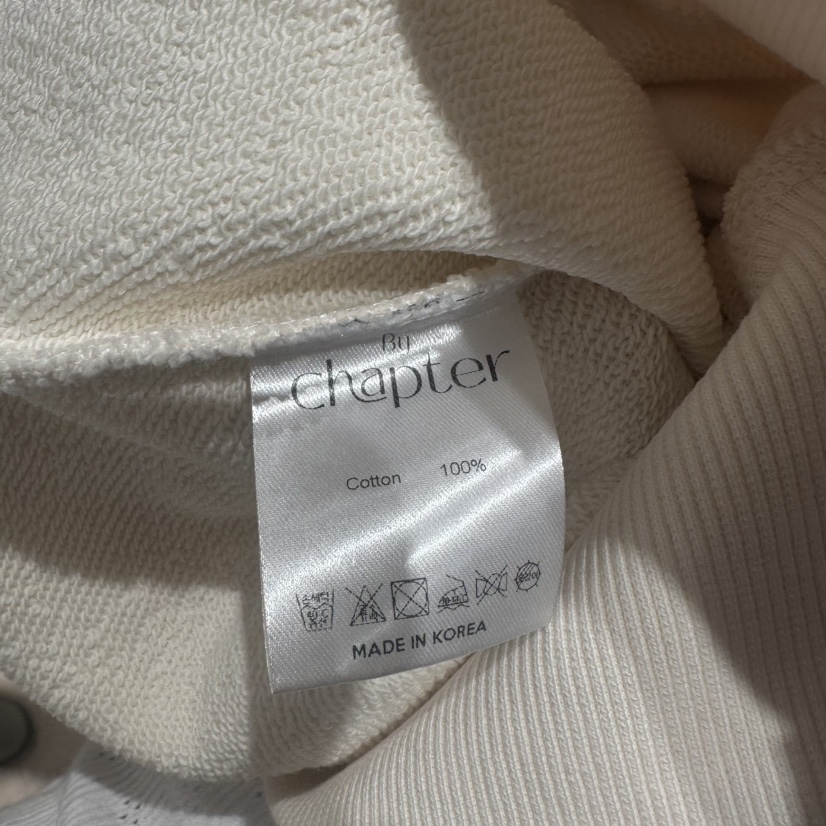 By
chapter
Cotton 100%
MADE IN KOREA